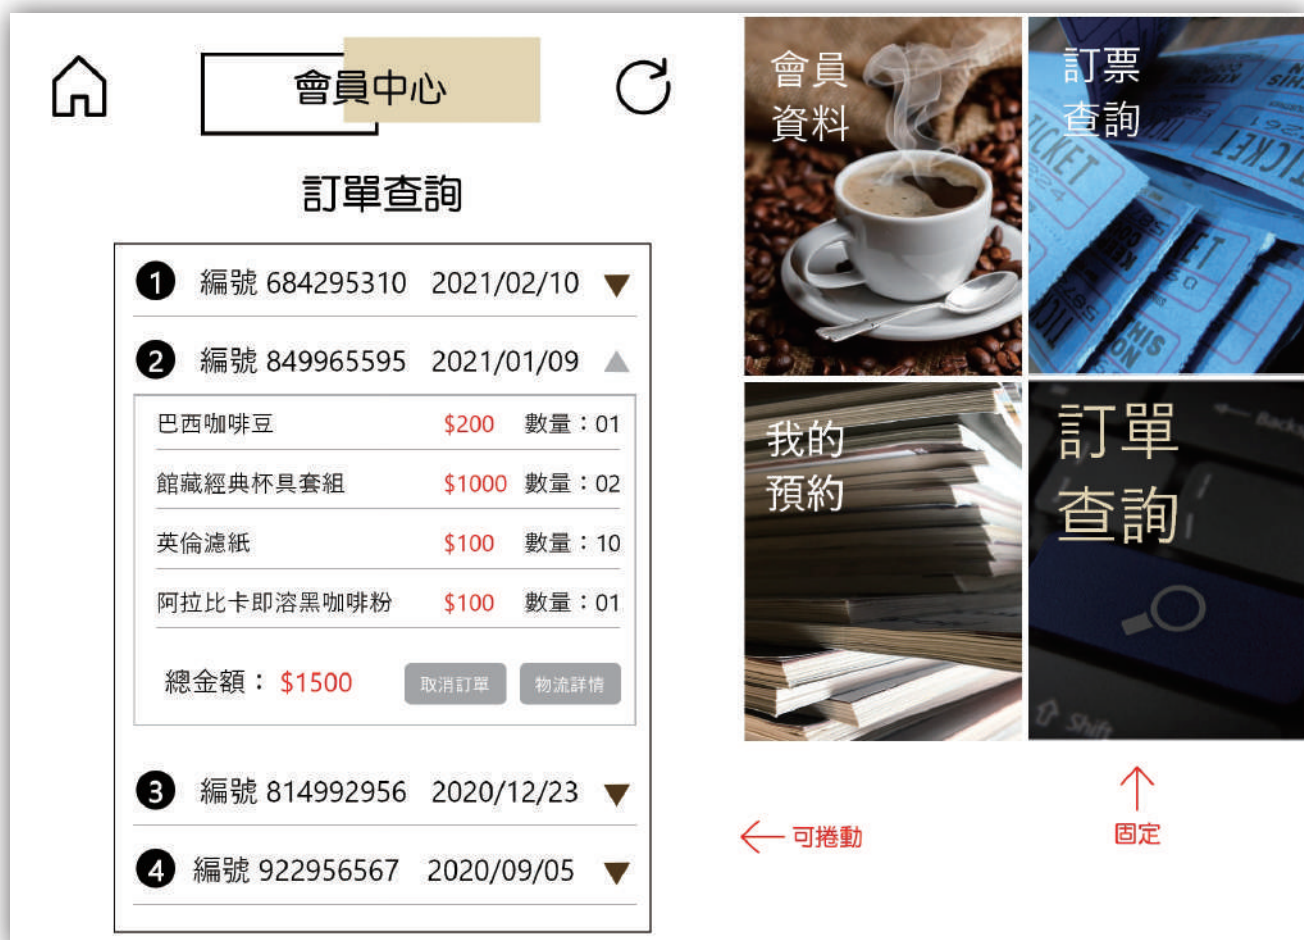 會員中心
訂單查詢
1 編號 684295310 2021/02/10
2 編號 849965595 2021/01/09
巴西咖啡豆 $200 數量：01
館藏經典杯具套組 $1000 數量：02
英倫濾紙 $100 數量：10
阿拉比卡即溶黑咖啡粉 $100 數量：01
總金額： $1500 取消訂單 物流詳情
3 編號 814992956 2020/12/23
4 編號 922956567 2020/09/05
會員
資料
訂票
查詢
TICKET
TICKET
我的
預約
訂單
查詢
Shift
可捲動
固定